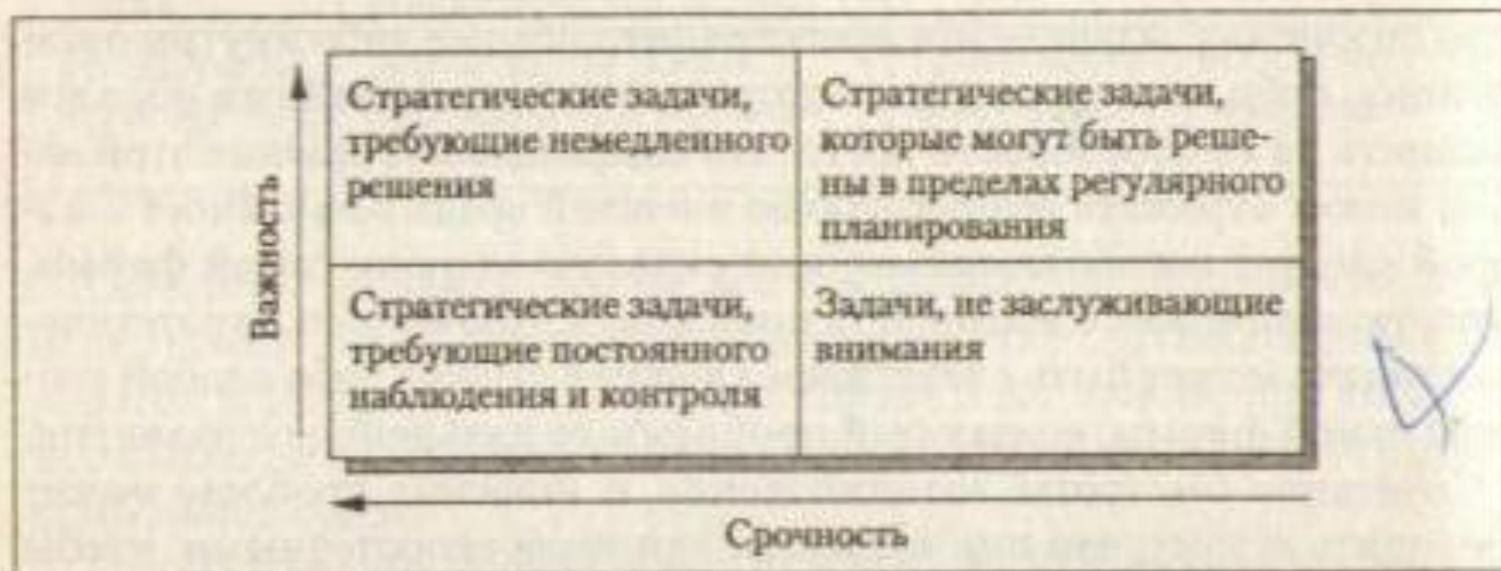 Важность
Стратегические задачи,
требующие немедленного
решения
Стратегические задачи,
которые могут быть реше-
ны в пределах регулярного
планирования
Стратегические задачи,
требующие постоянного
наблюдения и контроля
Задачи, не заслуживающие
внимания
Срочность